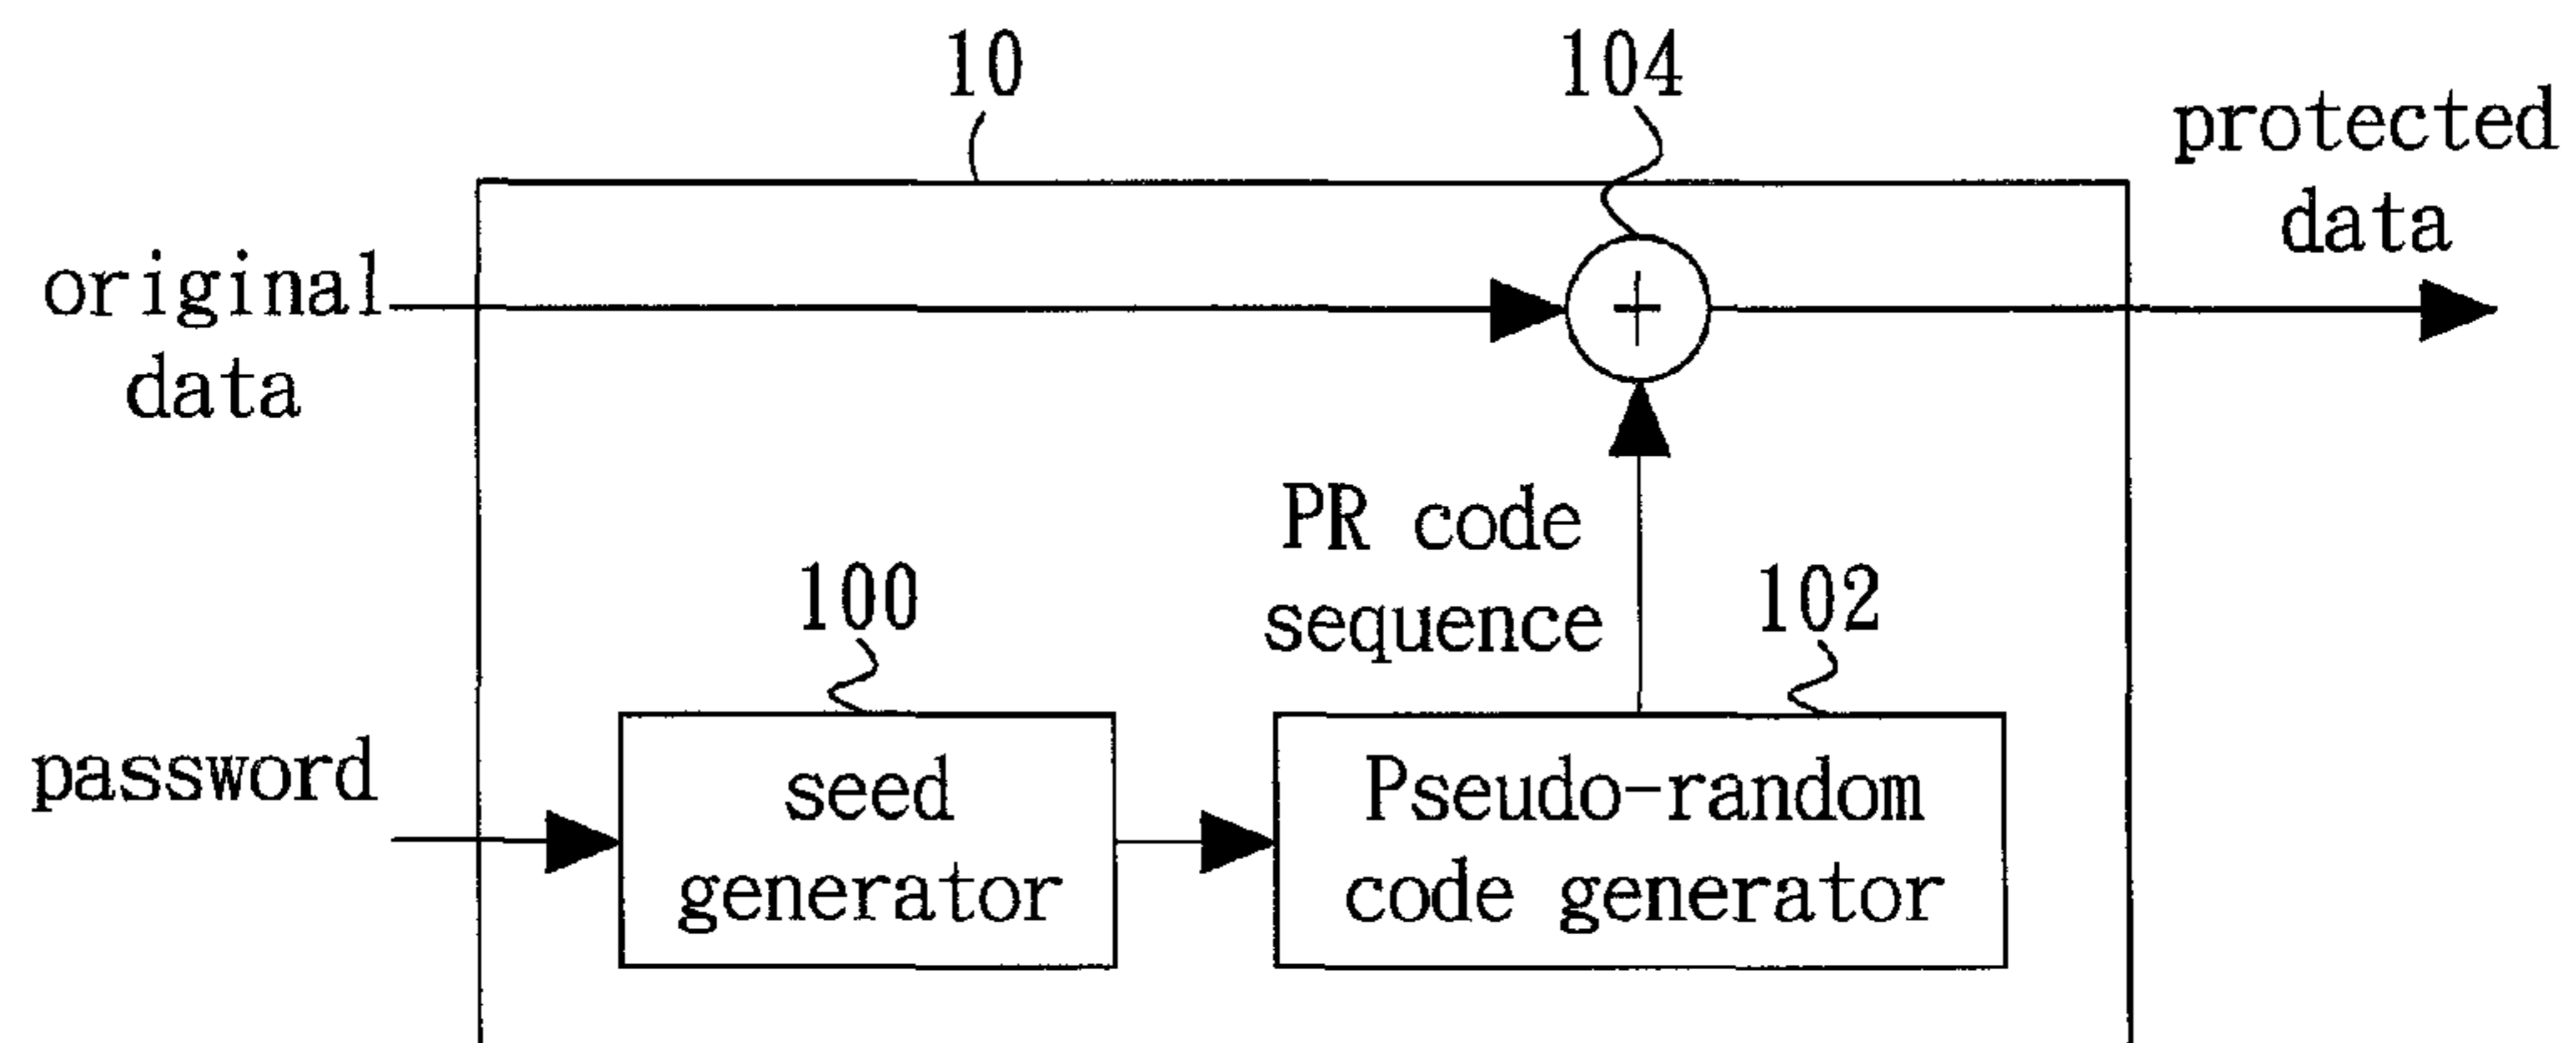 10
104
protected
data
original
data
PR code
sequence
100
102
password
seed
generator
Pseudo-random
code generator